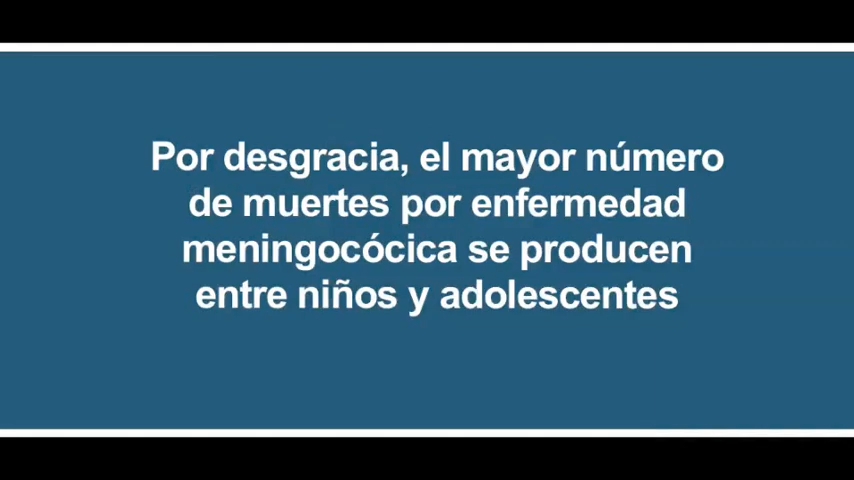 Por desgracia, el mayor número
de muertes por enfermedad
meningocócica se producen
entre niños y adolescentes